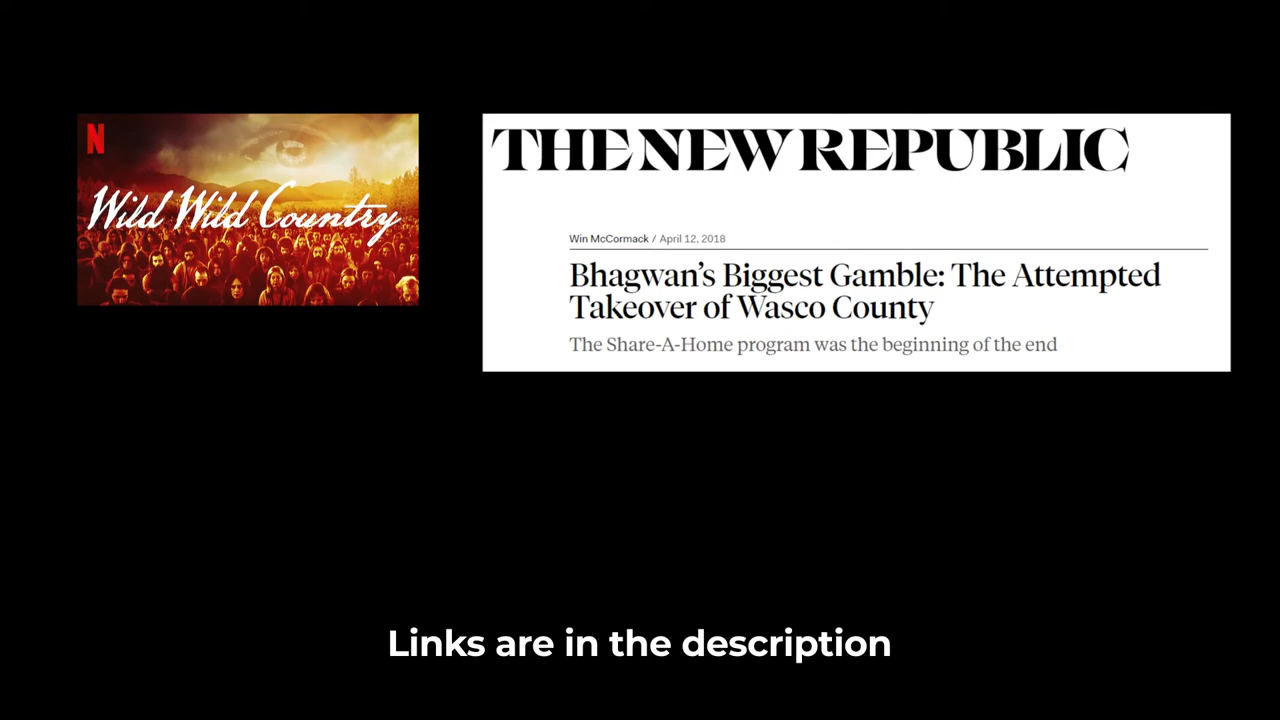 N
Wild Wild Country
THE NEW REPUBLIC
Win McCormack / April 12, 2018
Bhagwan’s Biggest Gamble: The Attempted
Takeover of Wasco County
The Share-A-Home program was the beginning of the end
Links are in the description